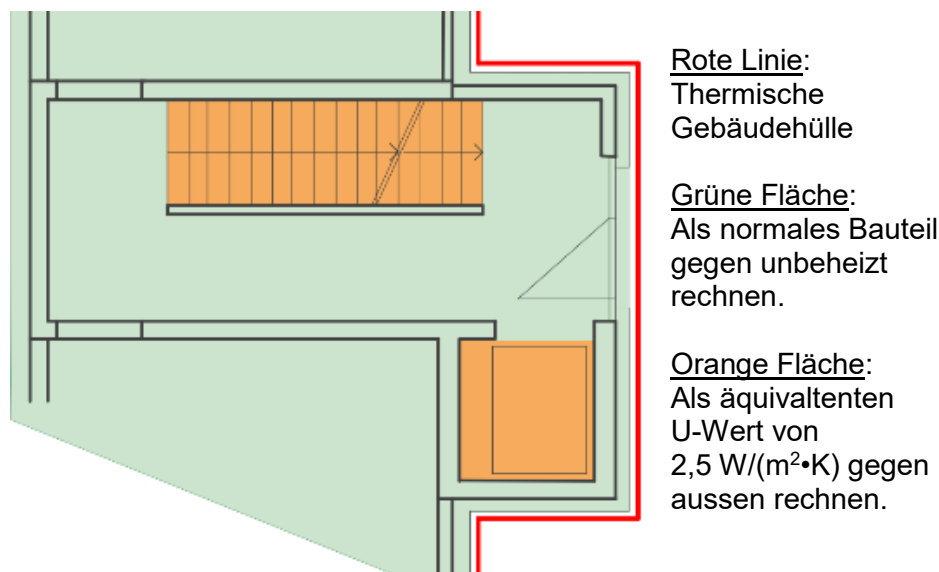 Rote Linie:
Thermische
Gebäudehülle
Grüne Fläche:
Als normales Bauteil
gegen unbeheizt
rechnen.
Orange Fläche:
Als äquivaltenten
U-Wert von
2,5 W/(m²•K) gegen
aussen rechnen.